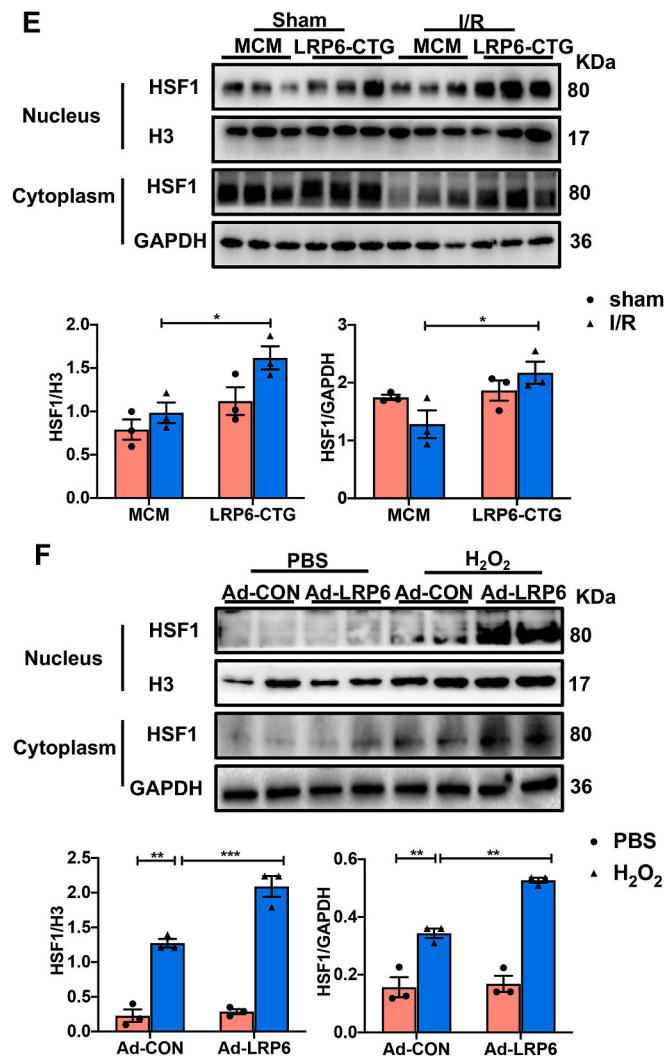 E
Sham I/R
MCM LRP6-CTG MCM LRP6-CTG KDa
Nucleus
HSF1 80
H3 17
Cytoplasm
HSF1 80
GAPDH 36
sham
I/R
HSF1/H3
2.0
1.5
1.0
0.5
0.0
*
MCM LRP6-CTG
HSF1/GAPDH
3
2
1
0
*
MCM LRP6-CTG
F
PBS H₂O₂
Ad-CON Ad-LRP6 Ad-CON Ad-LRP6 KDa
Nucleus
HSF1 80
H3 17
Cytoplasm
HSF1 80
GAPDH 36
PBS
H₂O₂
HSF1/H3
2.5
2.0
1.5
1.0
0.5
0.0
** ***
Ad-CON Ad-LRP6
HSF1/GAPDH
0.6
0.4
0.2
0.0
** **
Ad-CON Ad-LRP6